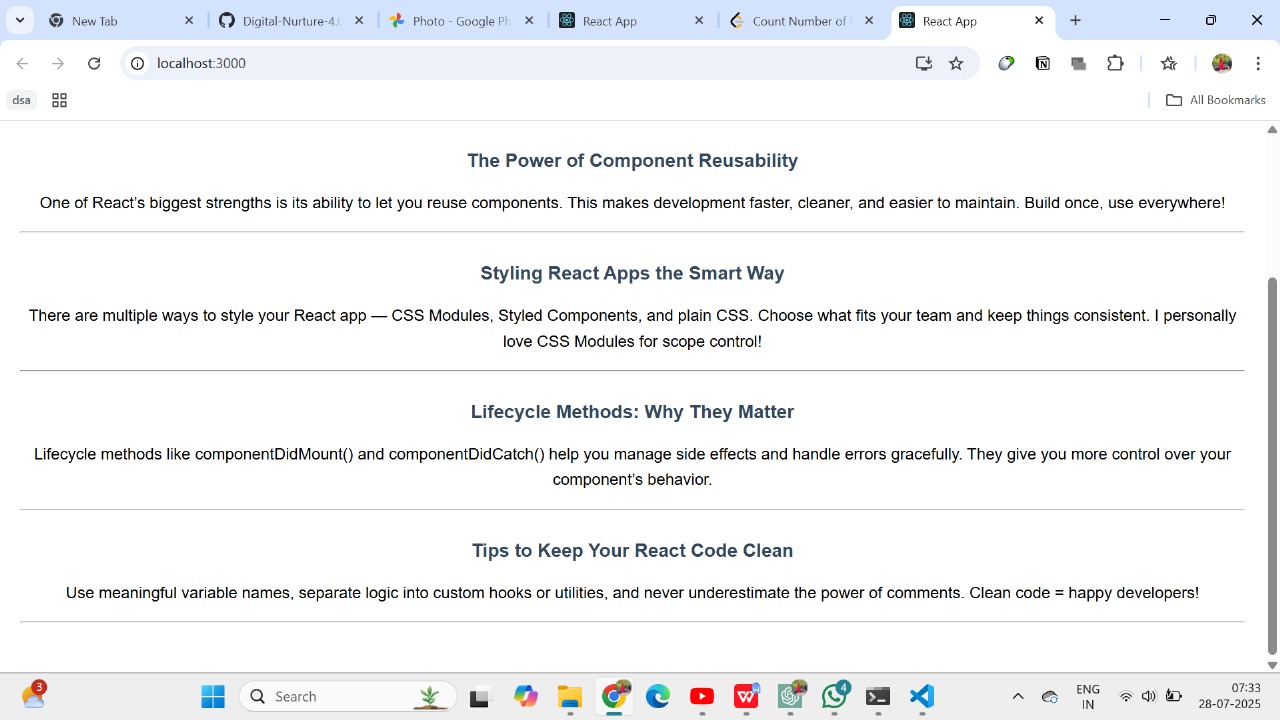 New Tab
Digital-Nurture-4.0
Photo - Google Ph
React App
Count Number of
React App
localhost:3000
dsa
All Bookmarks
The Power of Component Reusability
One of React's biggest strengths is its ability to let you reuse components. This makes development faster, cleaner, and easier to maintain. Build once, use everywhere!
Styling React Apps the Smart Way
There are multiple ways to style your React app — CSS Modules, Styled Components, and plain CSS. Choose what fits your team and keep things consistent. I personally
love CSS Modules for scope control!
Lifecycle Methods: Why They Matter
Lifecycle methods like componentDidMount() and componentDidCatch() help you manage side effects and handle errors gracefully. They give you more control over your
component's behavior.
Tips to Keep Your React Code Clean
Use meaningful variable names, separate logic into custom hooks or utilities, and never underestimate the power of comments. Clean code = happy developers!
3
Search
4
ENG
IN
07:33
28-07-2025